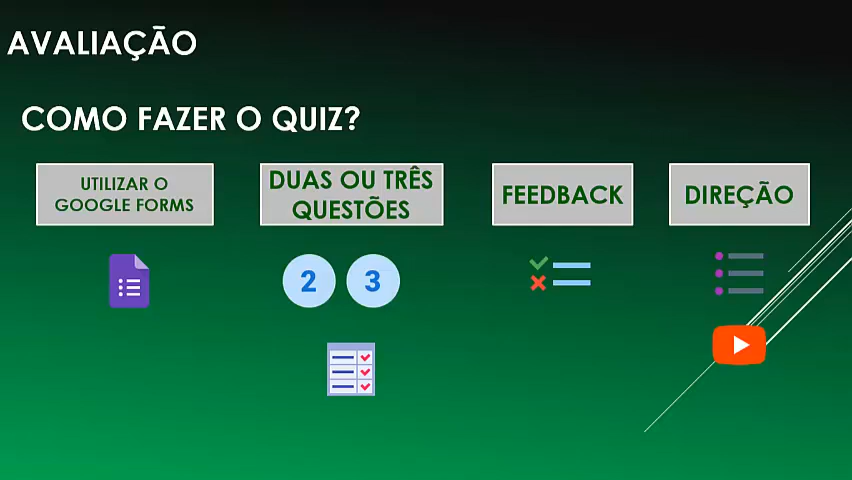 AVALIAÇÃO
COMO FAZER O QUIZ?
UTILIZAR O
GOOGLE FORMS
DUAS OU TRÊS
QUESTÕES
FEEDBACK
DIREÇÃO
2 3